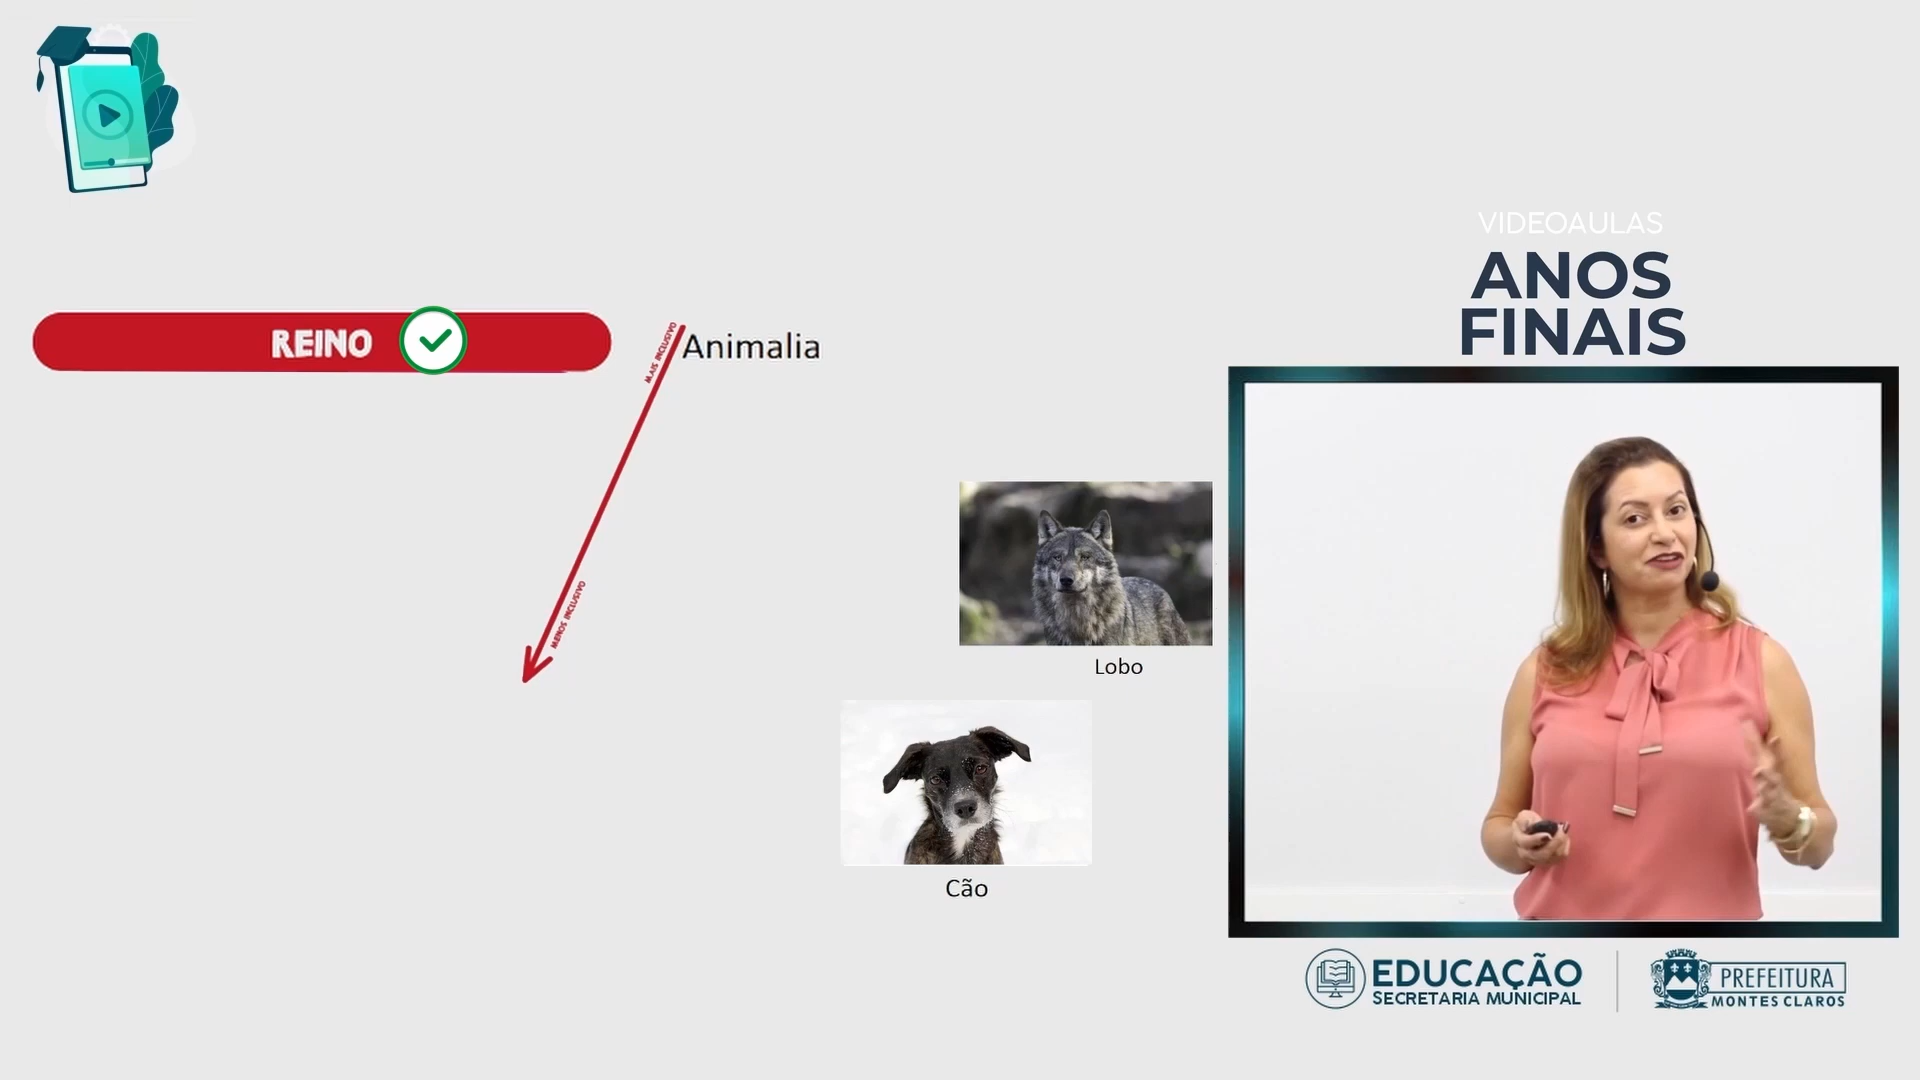 VIDEOAULAS
ANOS
FINAIS
REINO
MAIS INCLUSIVO
Animalia
MENOS INCLUSIVO
Lobo
Cão
EDUCAÇÃO
SECRETARIA MUNICIPAL
PREFEITURA
MONTES CLAROS